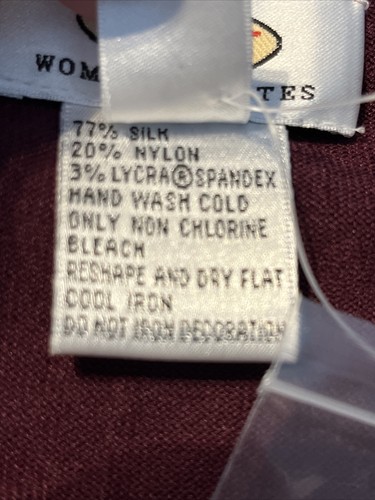 WOM TES
77% SILK
20% NYLON
3% LYCRA®SPANDEX
HAND WASH COLD
ONLY NON CHLORINE
BLEACH
RESHAPE AND DRY FLAT
COOL IRON
DO NOT IRON DECORATION